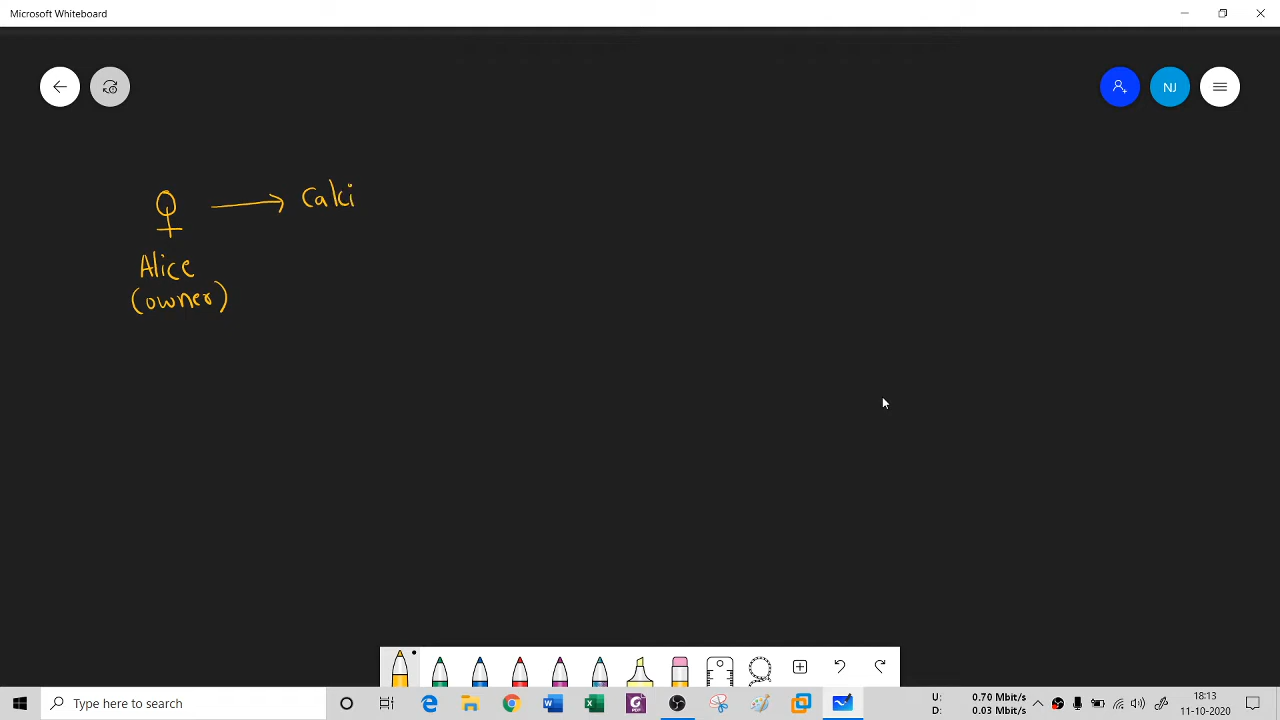 Microsoft Whiteboard
NJ
Calci
Alice
(owner)
Type here to search
U: 0.70 Mbit/s
D: 0.03 Mbit/s
18:13
11-10-2020